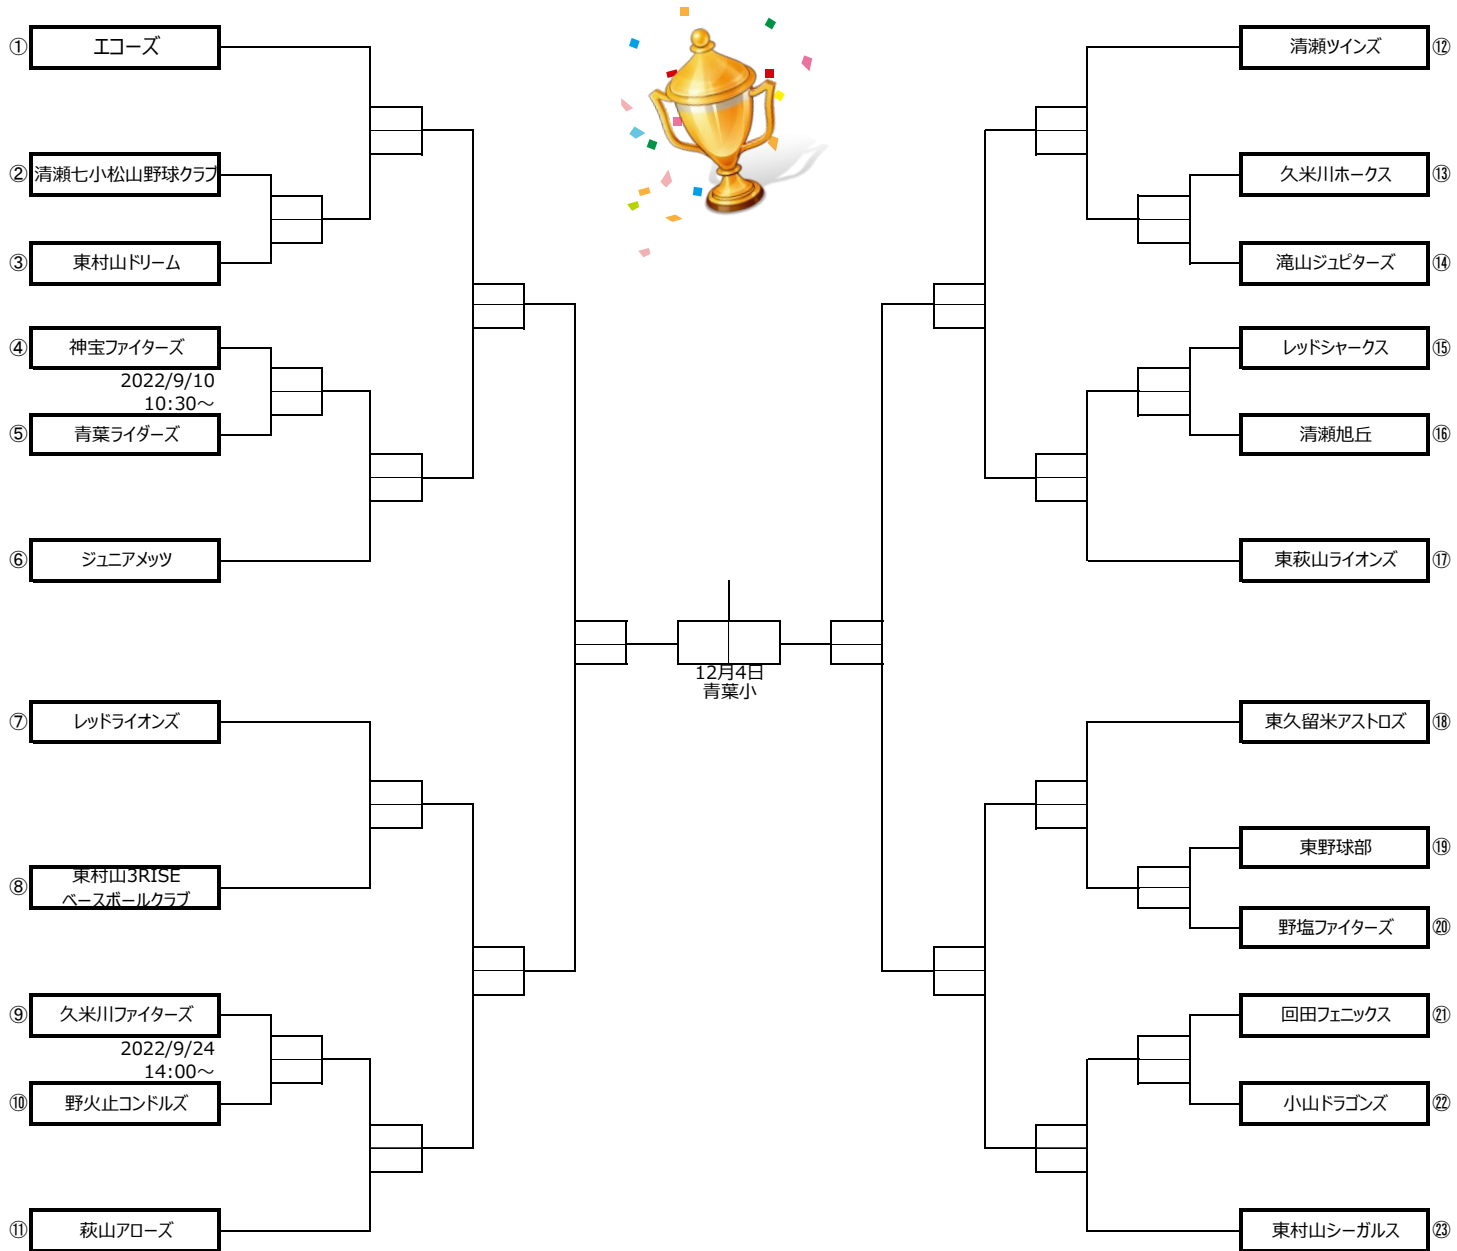 ① エコーズ
② 清瀬七小松山野球クラブ
③ 東村山ドリーム
④ 神宝ファイターズ
2022/9/10
10:30～
⑤ 青葉ライダーズ
⑥ ジュニアメッツ
⑦ レッドライオンズ
⑧ 東村山3RISE
ベースボールクラブ
⑨ 久米川ファイターズ
2022/9/24
14:00～
⑩ 野火止コンドルズ
⑪ 萩山アローズ
12月4日
青葉小
清瀬ツインズ ⑫
久米川ホークス ⑬
滝山ジュピターズ ⑭
レッドシャークス ⑮
清瀬旭丘 ⑯
東萩山ライオンズ ⑰
東久留米アストロズ ⑱
東野球部 ⑲
野塩ファイターズ ⑳
回田フェニックス ㉑
小山ドラゴンズ ㉒
東村山シーガルス ㉓